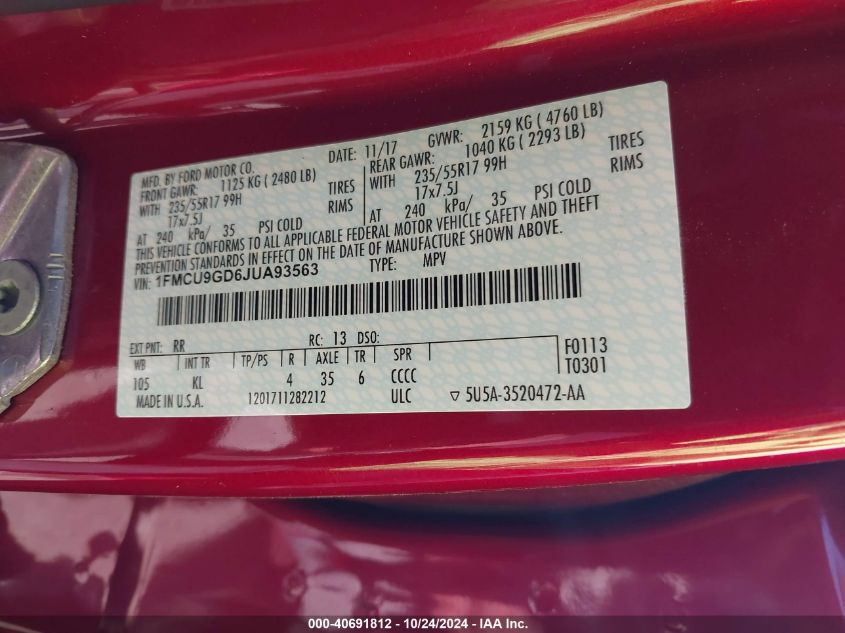 MFD. BY FORD MOTOR CO. DATE: 11/17 GVWR: 2159 KG ( 4760 LB)
FRONT GAWR: 1125 KG ( 2480 LB) REAR GAWR: 1040 KG ( 2293 LB)
WITH 235/55R17 99H TIRES WITH 235/55R17 99H TIRES
17x7.5J RIMS 17x7.5J RIMS
AT 240 kPa/ 35 PSI COLD AT 240 kPa/ 35 PSI COLD
THIS VEHICLE CONFORMS TO ALL APPLICABLE FEDERAL MOTOR VEHICLE SAFETY AND THEFT
PREVENTION STANDARDS IN EFFECT ON THE DATE OF MANUFACTURE SHOWN ABOVE.
VIN: 1FMCU9GD6JUA93563 TYPE: MPV
EXT PNT: RR RC: 13 DSO:
WB INT TR TP/PS R AXLE TR SPR F0113
105 KL 4 35 6 CCCC T0301
MADE IN U.S.A. 1201711282212 ULC ▽ 5U5A-3520472-AA
000-40691812 - 10/24/2024 - IAA Inc.